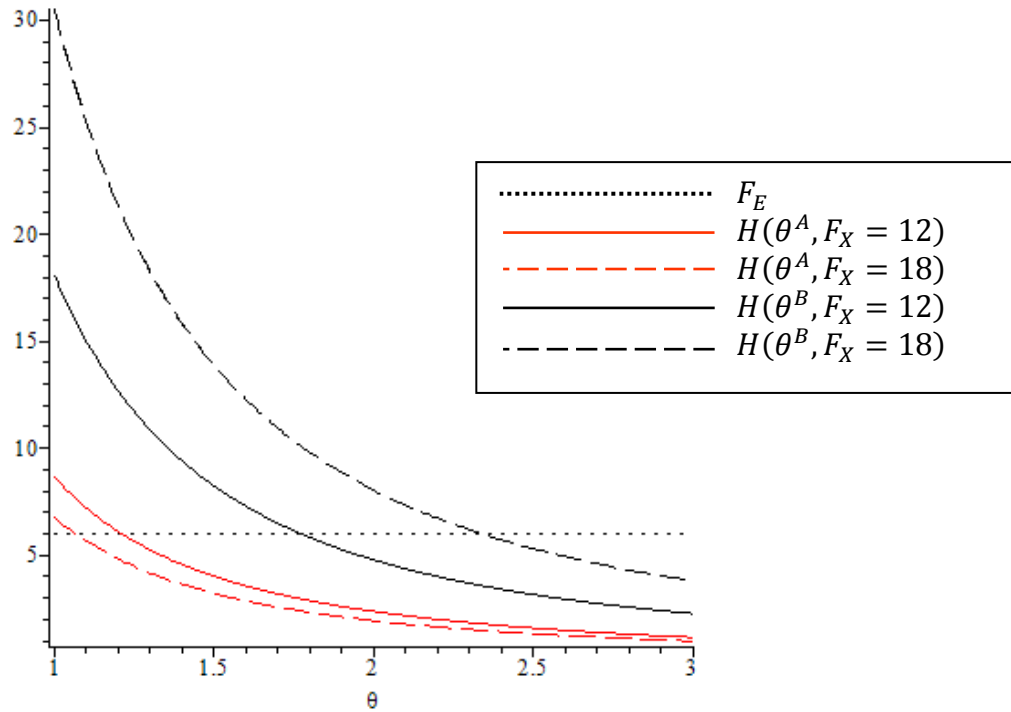 30
25
20
15
10
5
1
1.5
2
2.5
3
θ
F_E
H(θ^A, F_X = 12)
H(θ^A, F_X = 18)
H(θ^B, F_X = 12)
H(θ^B, F_X = 18)